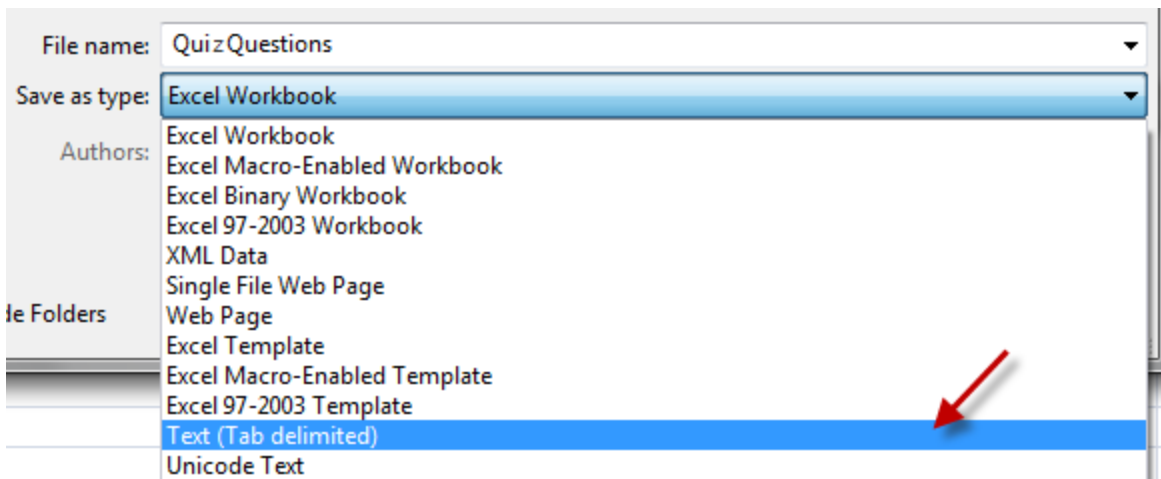 File name: QuizQuestions
Save as type: Excel Workbook
Authors:
Excel Workbook
Excel Macro-Enabled Workbook
Excel Binary Workbook
Excel 97-2003 Workbook
XML Data
Single File Web Page
Web Page
de Folders
Excel Template
Excel Macro-Enabled Template
Excel 97-2003 Template
Text (Tab delimited)
Unicode Text